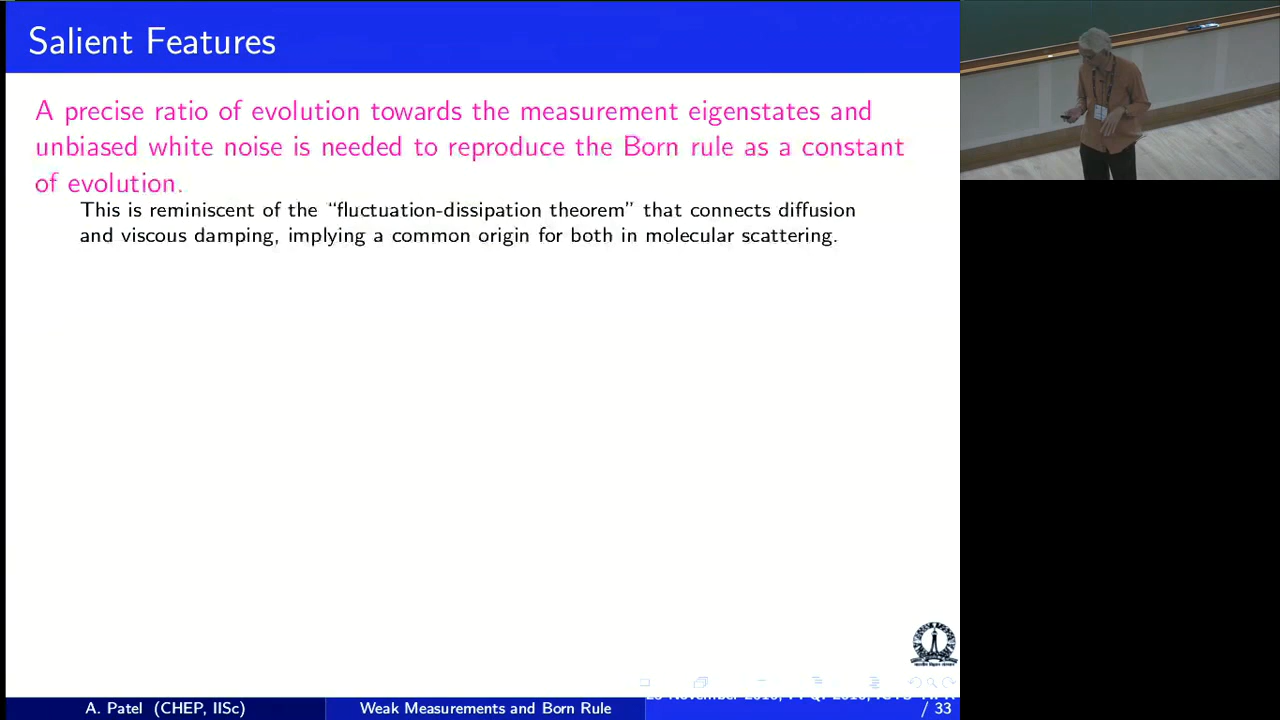 Salient Features
A precise ratio of evolution towards the measurement eigenstates and
unbiased white noise is needed to reproduce the Born rule as a constant
of evolution.
This is reminiscent of the “fluctuation-dissipation theorem” that connects diffusion
and viscous damping, implying a common origin for both in molecular scattering.
A. Patel (CHEP, IISc)
Weak Measurements and Born Rule
/ 33